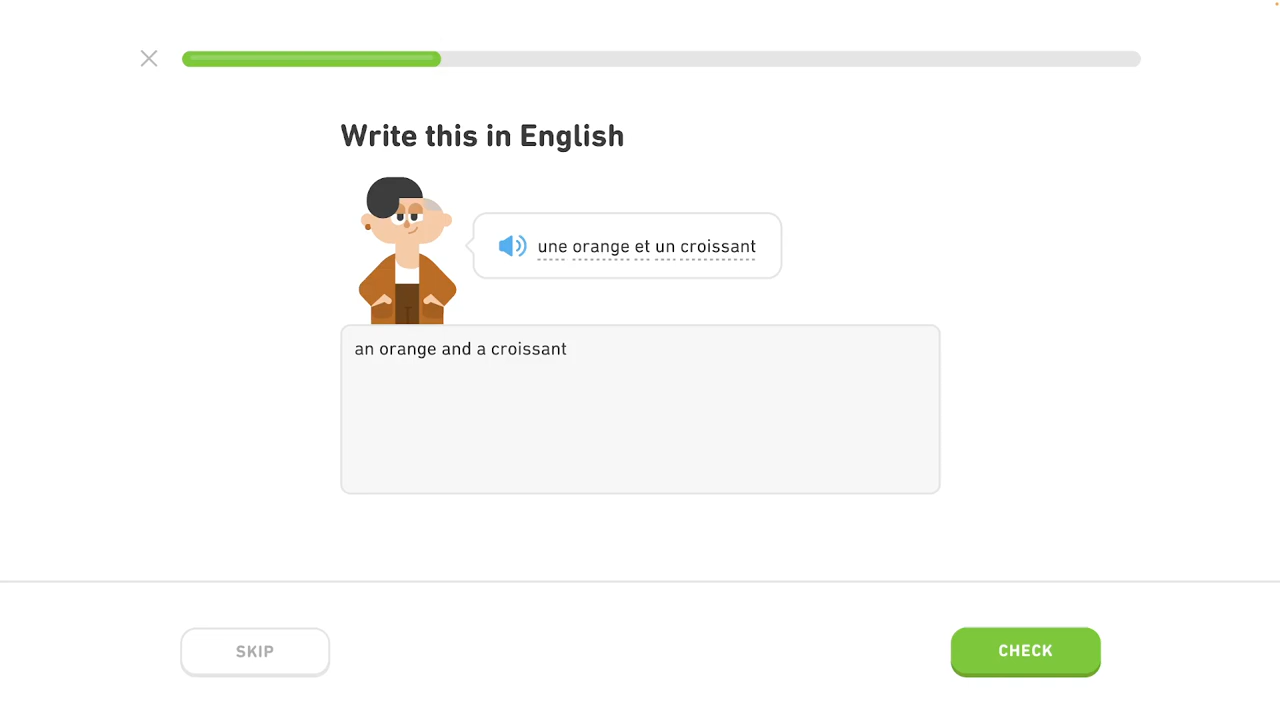 Write this in English
une orange et un croissant
an orange and a croissant
SKIP
CHECK